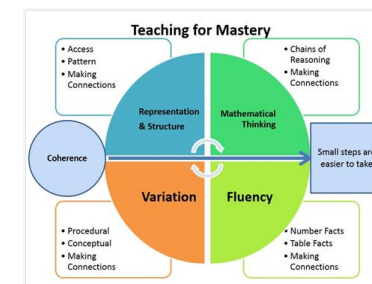 Teaching for Mastery
• Access
• Pattern
• Making
Connections
• Chains of
Reasoning
• Making
Connections
Representation
& Structure
Mathematical
Thinking
Coherence
Small steps are
easier to take
Variation
Fluency
• Procedural
• Conceptual
• Making
Connections
• Number Facts
• Table Facts
• Making
Connections